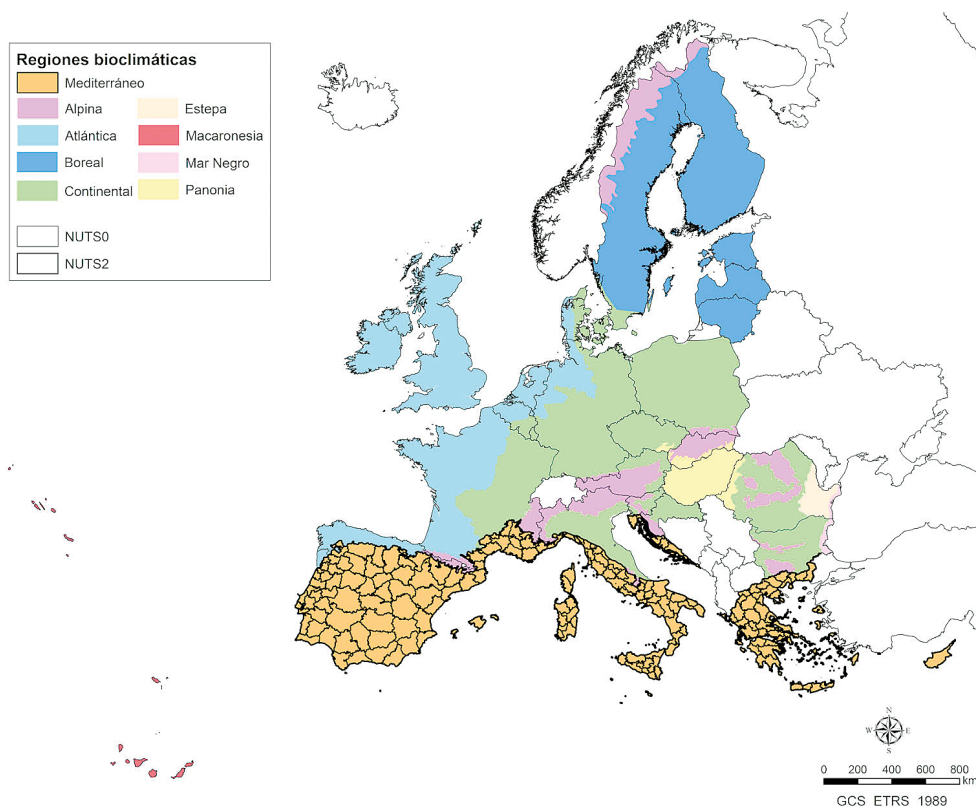 Regiones bioclimáticas
Mediterráneo
Alpina
Estepa
Atlántica
Macaronesia
Boreal
Mar Negro
Continental
Panonia
NUTS0
NUTS2
N
W E
S
0 200 400 600 800
km
GCS ETRS 1989